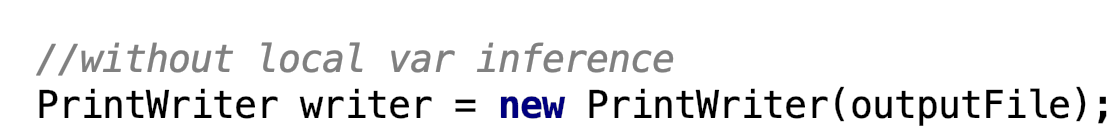 //without local var inference
PrintWriter writer = new PrintWriter(outputFile);